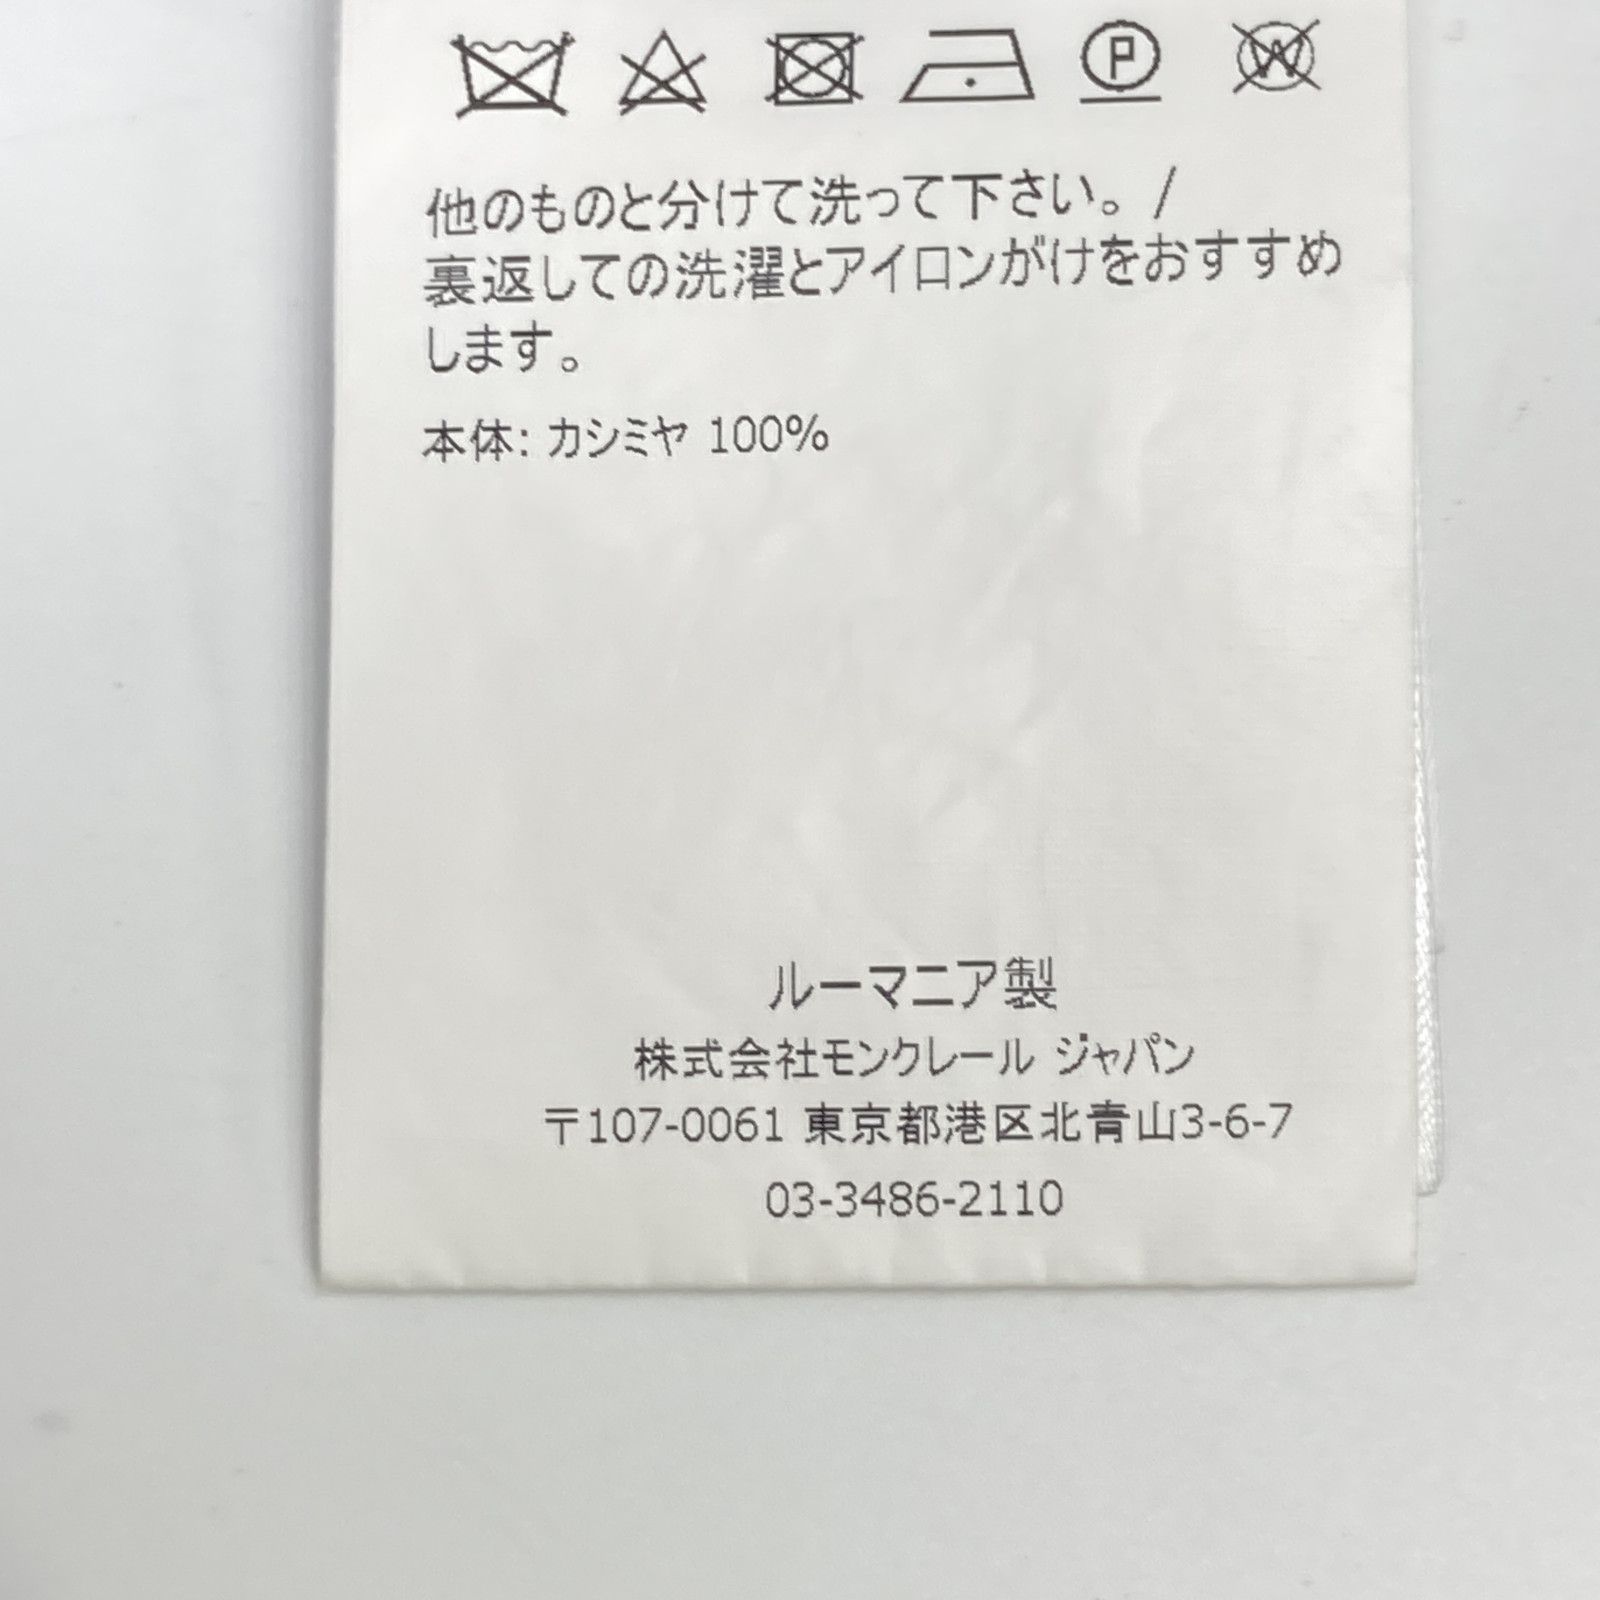 他のものと分けて洗って下さい。/
裏返しての洗濯とアイロンがけをおすすめ
します。
本体: カシミヤ 100%
ルーマニア製
株式会社モンクレール ジャパン
〒107-0061 東京都港区北青山3-6-7
03-3486-2110